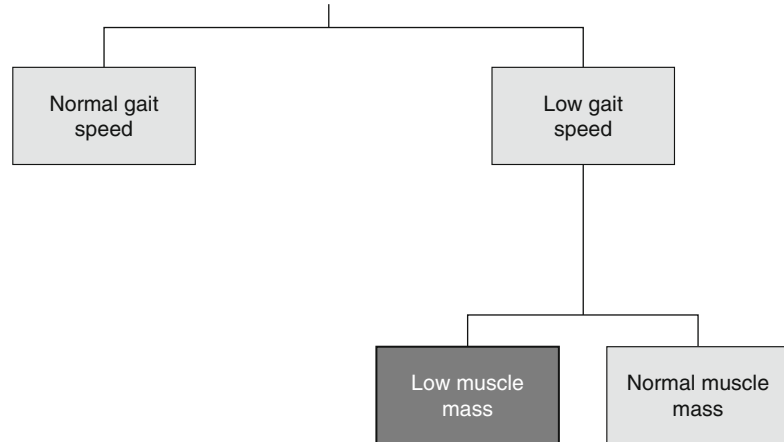 Normal gait
speed
Low gait
speed
Low muscle
mass
Normal muscle
mass